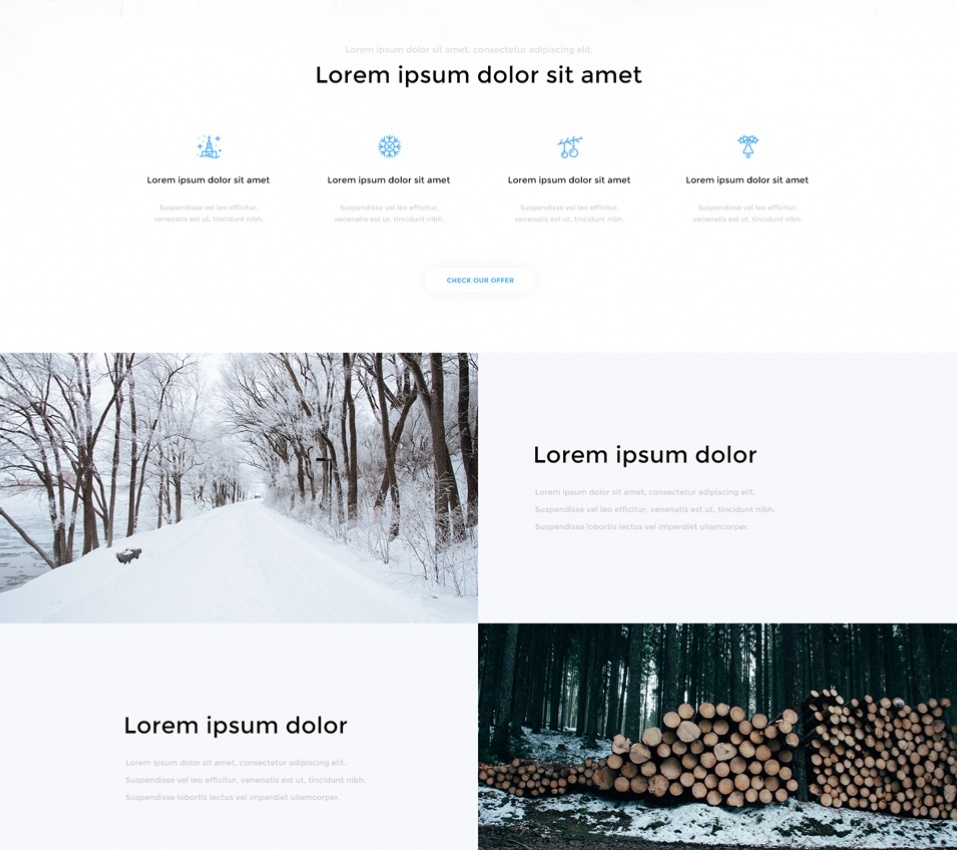 Lorem ipsum dolor sit amet, consectetur adipiscing elit.
Lorem ipsum dolor sit amet
Lorem ipsum dolor sit amet
Suspendisse vel leo efficitur,
venenatis est ut, tincidunt nibh.
Lorem ipsum dolor sit amet
Suspendisse vel leo efficitur,
venenatis est ut, tincidunt nibh.
Lorem ipsum dolor sit amet
Suspendisse vel leo efficitur,
venenatis est ut, tincidunt nibh.
Lorem ipsum dolor sit amet
Suspendisse vel leo efficitur,
venenatis est ut, tincidunt nibh.
CHECK OUR OFFER
Lorem ipsum dolor
Lorem ipsum dolor sit amet, consectetur adipiscing elit.
Suspendisse vel leo efficitur, venenatis est ut, tincidunt nibh.
Suspendisse lobortis lectus vel imperdiet ullamcorper.
Lorem ipsum dolor
Lorem ipsum dolor sit amet, consectetur adipiscing elit.
Suspendisse vel leo efficitur, venenatis est ut, tincidunt nibh.
Suspendisse lobortis lectus vel imperdiet ullamcorper.